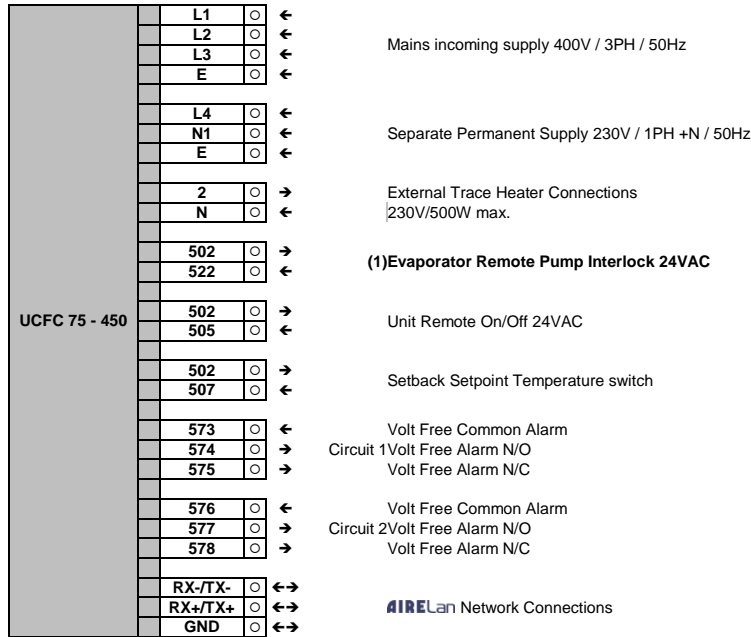 L1
L2
Mains incoming supply 400V / 3PH / 50Hz
L3
E
L4
N1
Separate Permanent Supply 230V / 1PH +N / 50Hz
E
2 External Trace Heater Connections
N 230V/500W max.
502
(1)Evaporator Remote Pump Interlock 24VAC
522
UCFC 75 - 450
502
Unit Remote On/Off 24VAC
505
502
Setback Setpoint Temperature switch
507
573 Volt Free Common Alarm
574 Circuit 1 Volt Free Alarm N/O
575 Volt Free Alarm N/C
576 Volt Free Common Alarm
577 Circuit 2 Volt Free Alarm N/O
578 Volt Free Alarm N/C
RX-/TX-
RX+/TX+ AIRELan Network Connections
GND